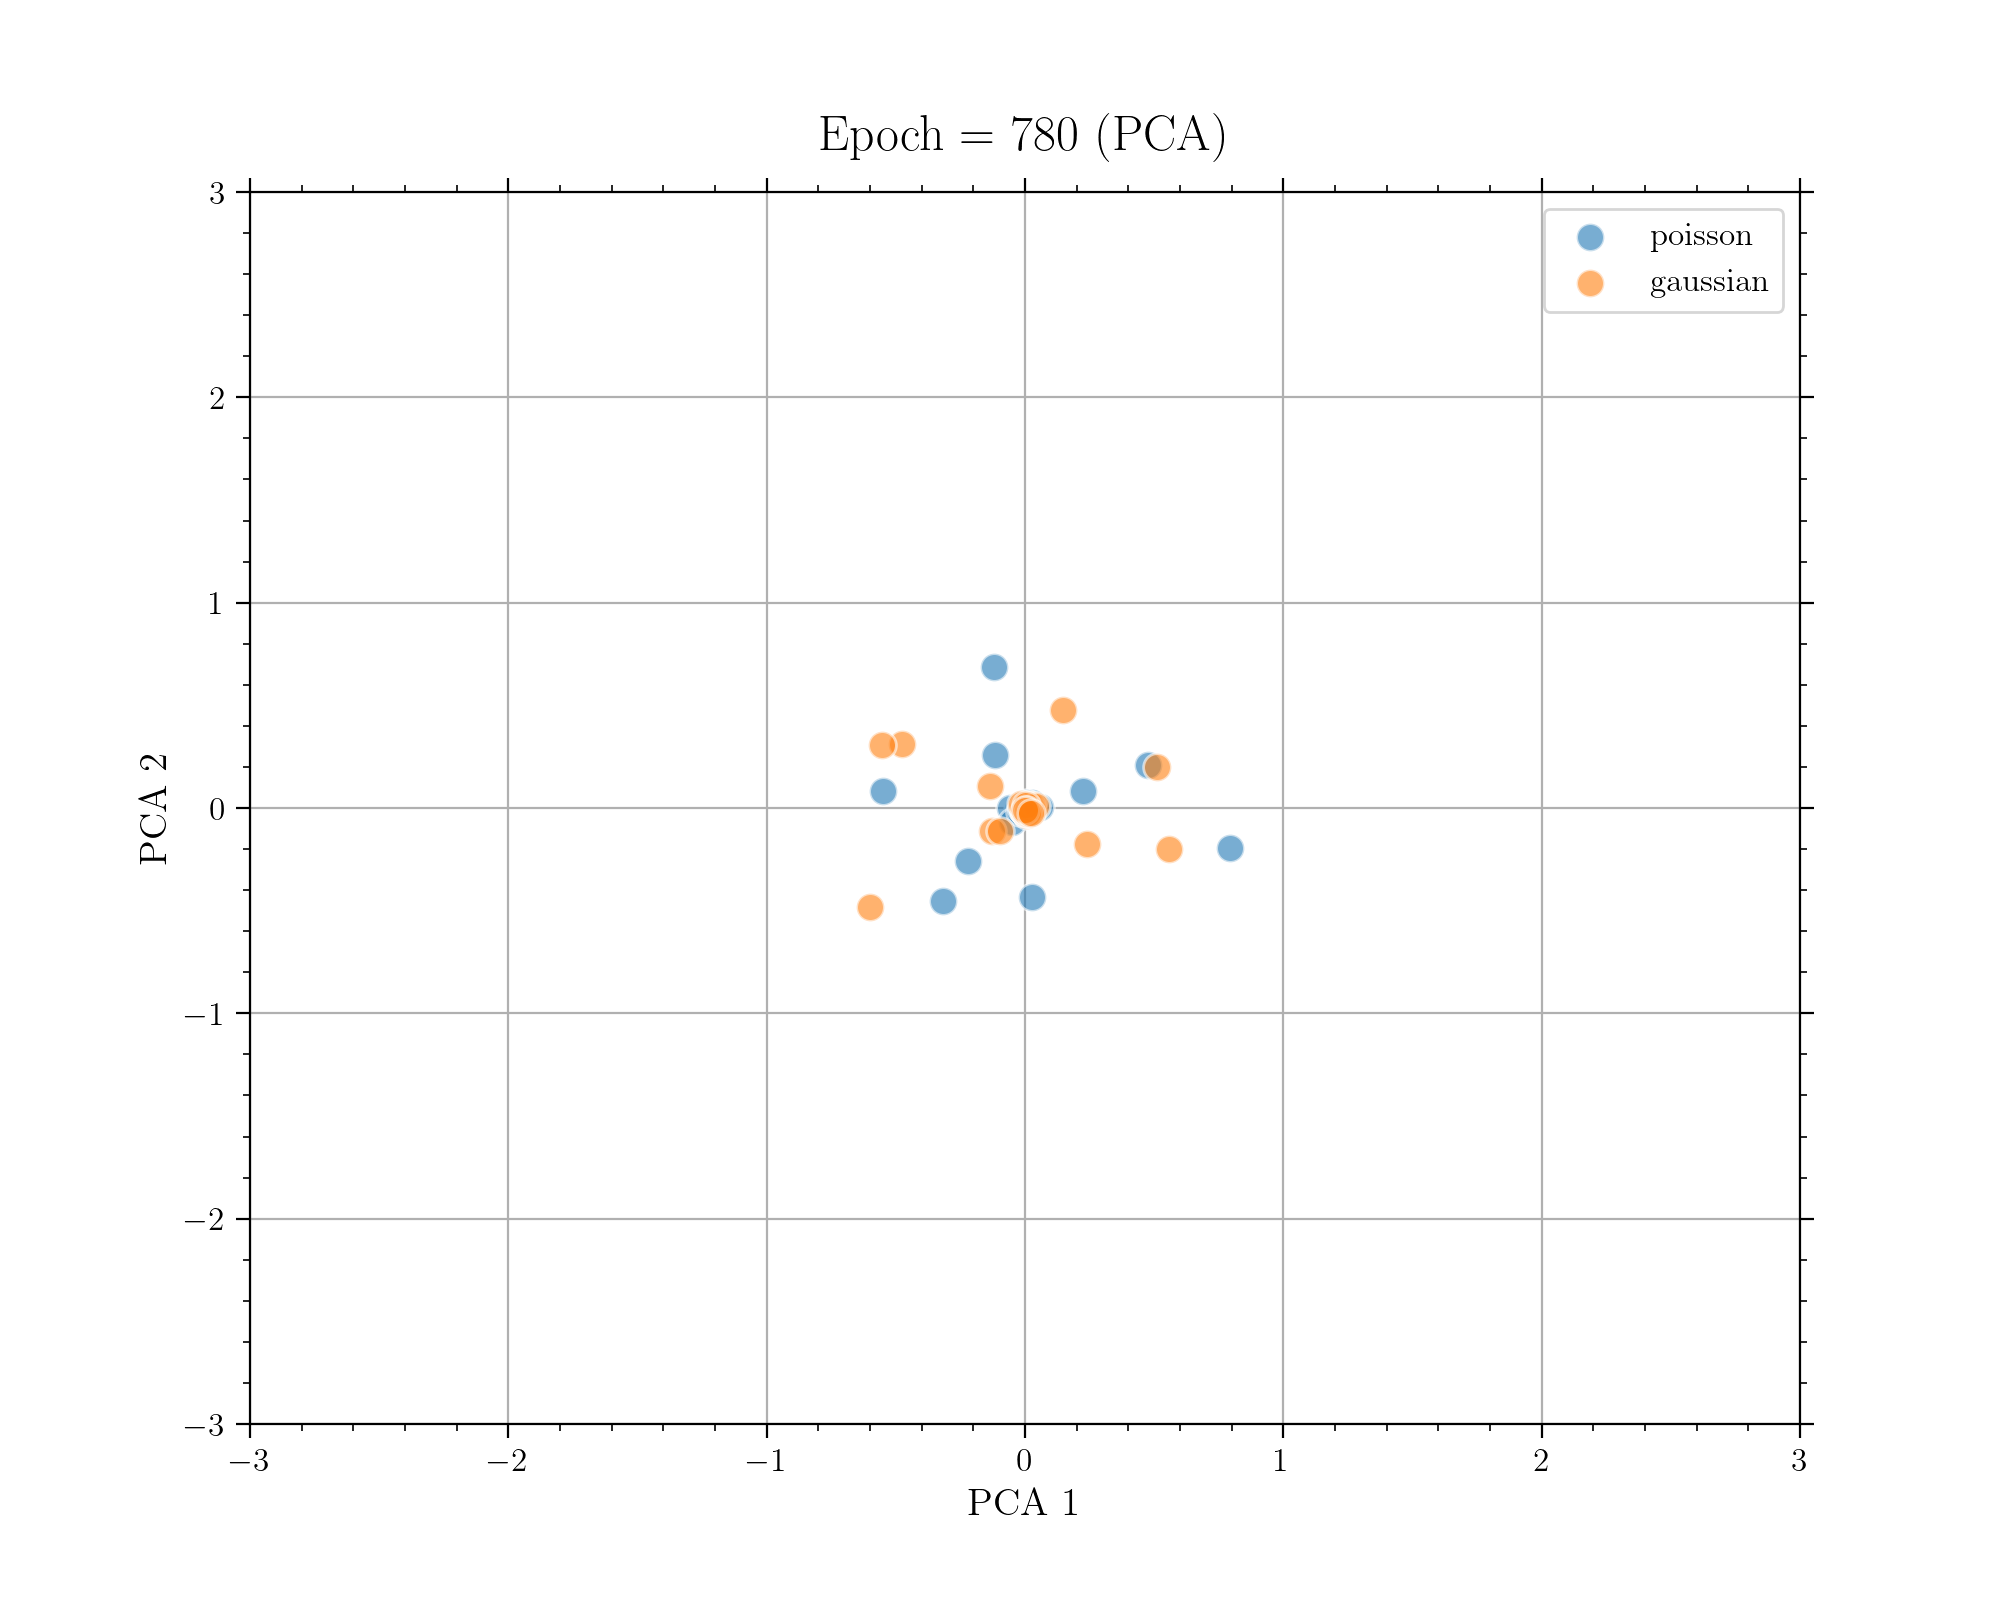 Epoch = 780 (PCA)
poisson
gaussian
3
2
1
0
−1
−2
−3
PCA 2
−3 −2 −1 0 1 2 3
PCA 1